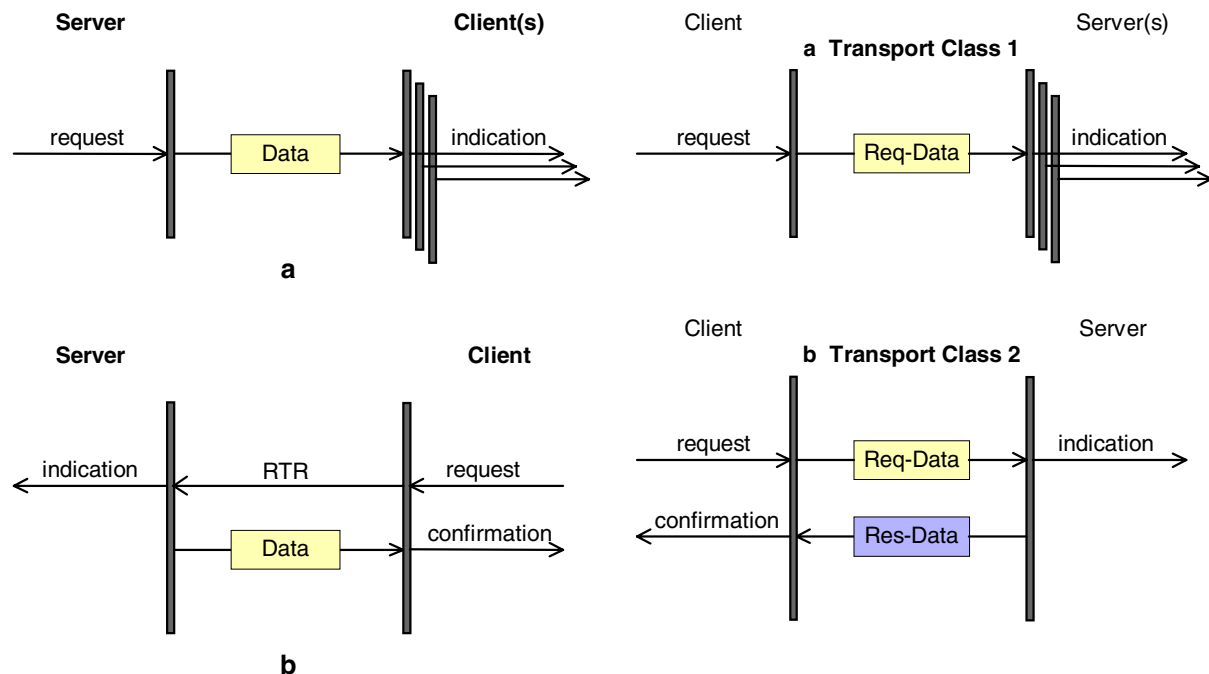 Server
Client(s)
request
Data
indication
a
Server
Client
indication
RTR
request
Data
confirmation
b
Client
Server(s)
a Transport Class 1
request
Req-Data
indication
Client
Server
b Transport Class 2
request
Req-Data
indication
confirmation
Res-Data